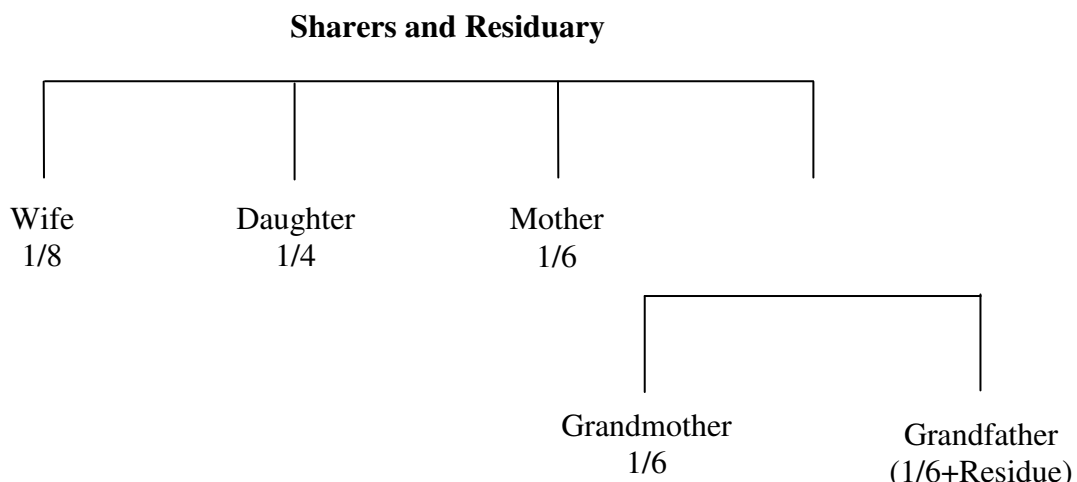 Sharers and Residuary
Wife
1/8
Daughter
1/4
Mother
1/6
Grandmother
1/6
Grandfather
(1/6+Residue)